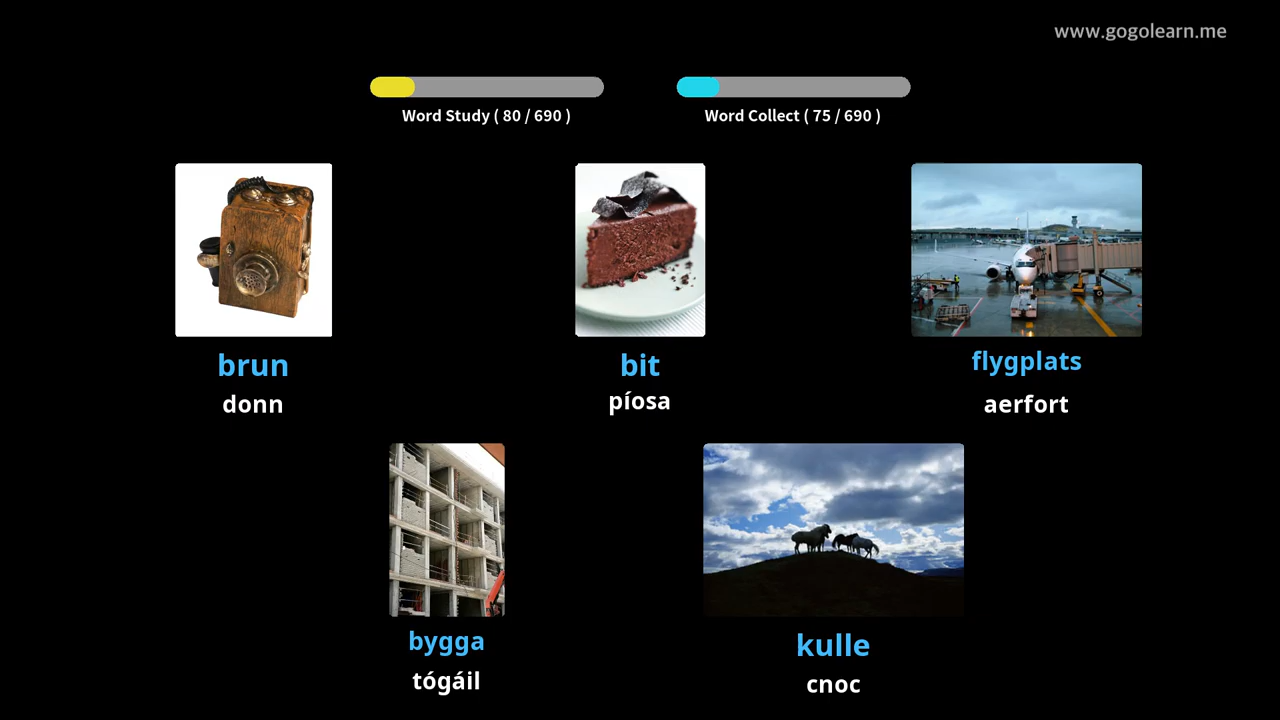 www.gogolearn.me
Word Study ( 80 / 690 )
Word Collect ( 75 / 690 )
brun
donn
bit
píosa
flygplats
aerfort
bygga
tógáil
kulle
cnoc